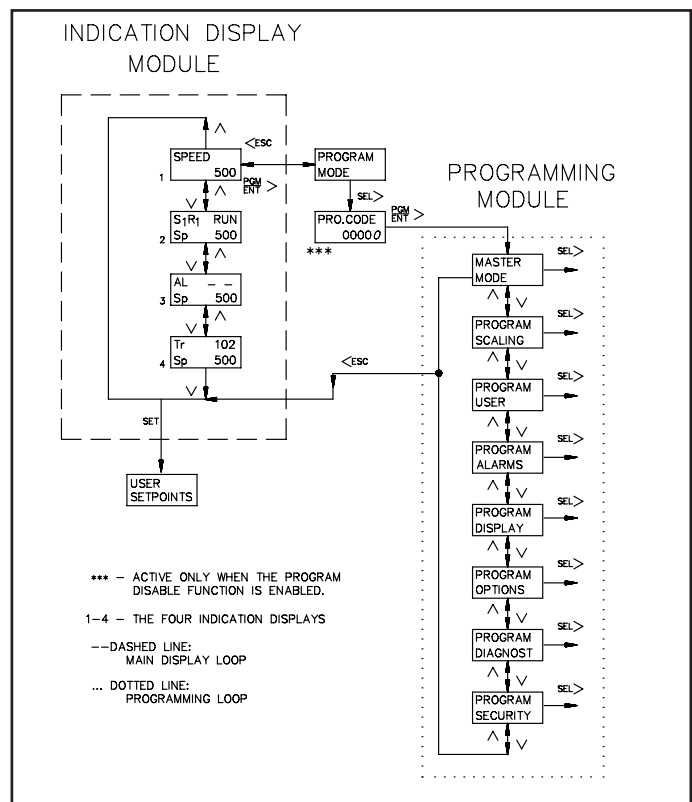 INDICATION DISPLAY
MODULE
<ESC
SPEED
500
1
PGM
ENT >
PROGRAM
MODE
SEL>
PRO.CODE
00000
***
PGM
ENT >
S1R1 RUN
Sp 500
2
AL - -
Sp 500
3
Tr 102
Sp 500
4
<ESC
SET
USER
SETPOINTS
PROGRAMMING
MODULE
MASTER
MODE
SEL>
PROGRAM
SCALING
SEL>
PROGRAM
USER
SEL>
PROGRAM
ALARMS
SEL>
PROGRAM
DISPLAY
SEL>
PROGRAM
OPTIONS
SEL>
PROGRAM
DIAGNOST
SEL>
PROGRAM
SECURITY
SEL>
*** – ACTIVE ONLY WHEN THE PROGRAM
DISABLE FUNCTION IS ENABLED.
1–4 – THE FOUR INDICATION DISPLAYS
--DASHED LINE:
MAIN DISPLAY LOOP
... DOTTED LINE:
PROGRAMMING LOOP